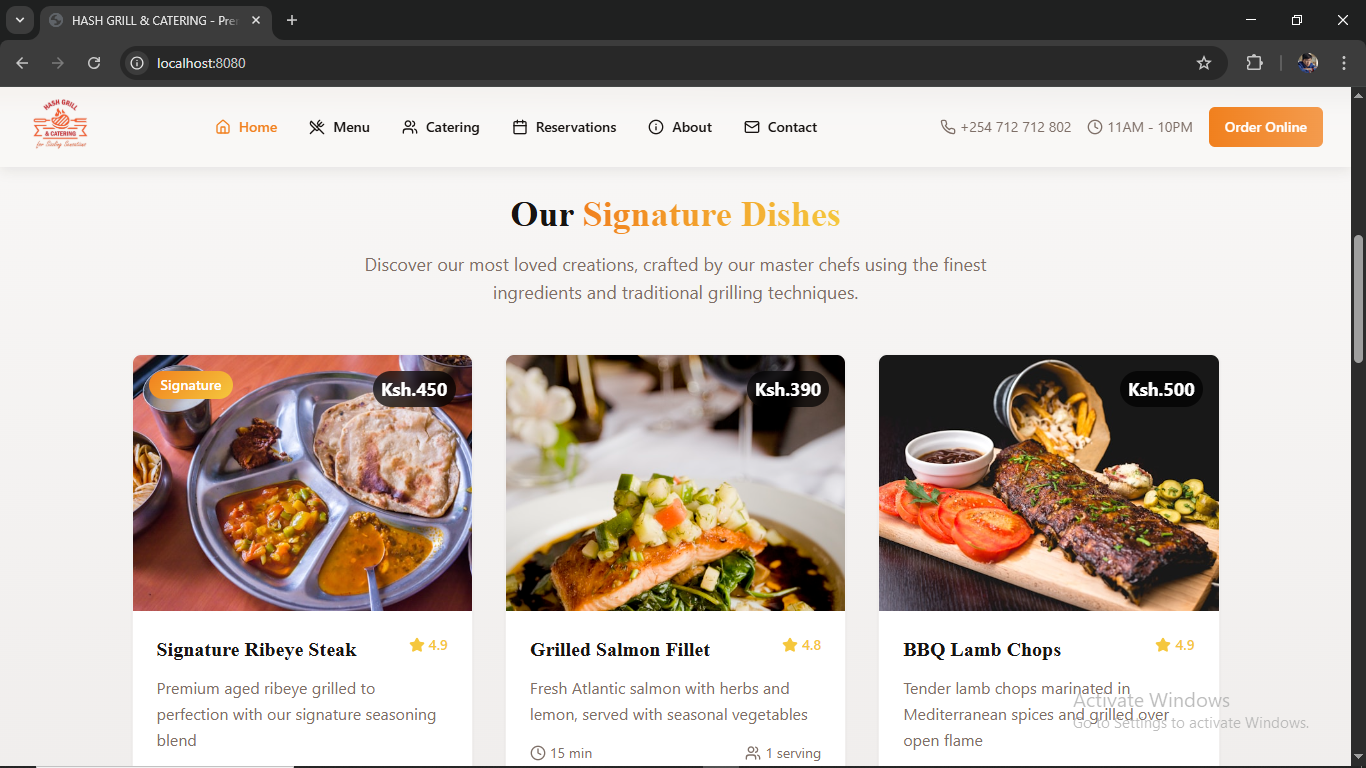 HASH GRILL & CATERING - Pre
localhost:8080
HASH GRILL
& CATERING
for Sizzling Sensations
Home
Menu
Catering
Reservations
About
Contact
+254 712 712 802
11AM - 10PM
Order Online
Our Signature Dishes
Discover our most loved creations, crafted by our master chefs using the finest
ingredients and traditional grilling techniques.
Signature
Ksh.450
Ksh.390
Ksh.500
Signature Ribeye Steak
4.9
Premium aged ribeye grilled to
perfection with our signature seasoning
blend
Grilled Salmon Fillet
4.8
Fresh Atlantic salmon with herbs and
lemon, served with seasonal vegetables
15 min
1 serving
BBQ Lamb Chops
4.9
Tender lamb chops marinated in
Mediterranean spices and grilled over
open flame
Activate Windows
Go to Settings to activate Windows.